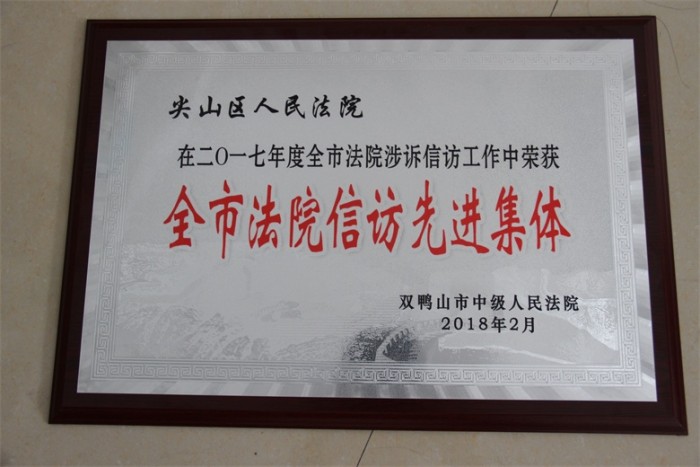 尖山区人民法院
在二〇一七年度全市法院涉诉信访工作中荣获
全市法院信访先进集体
双鸭山市中级人民法院
2018年2月